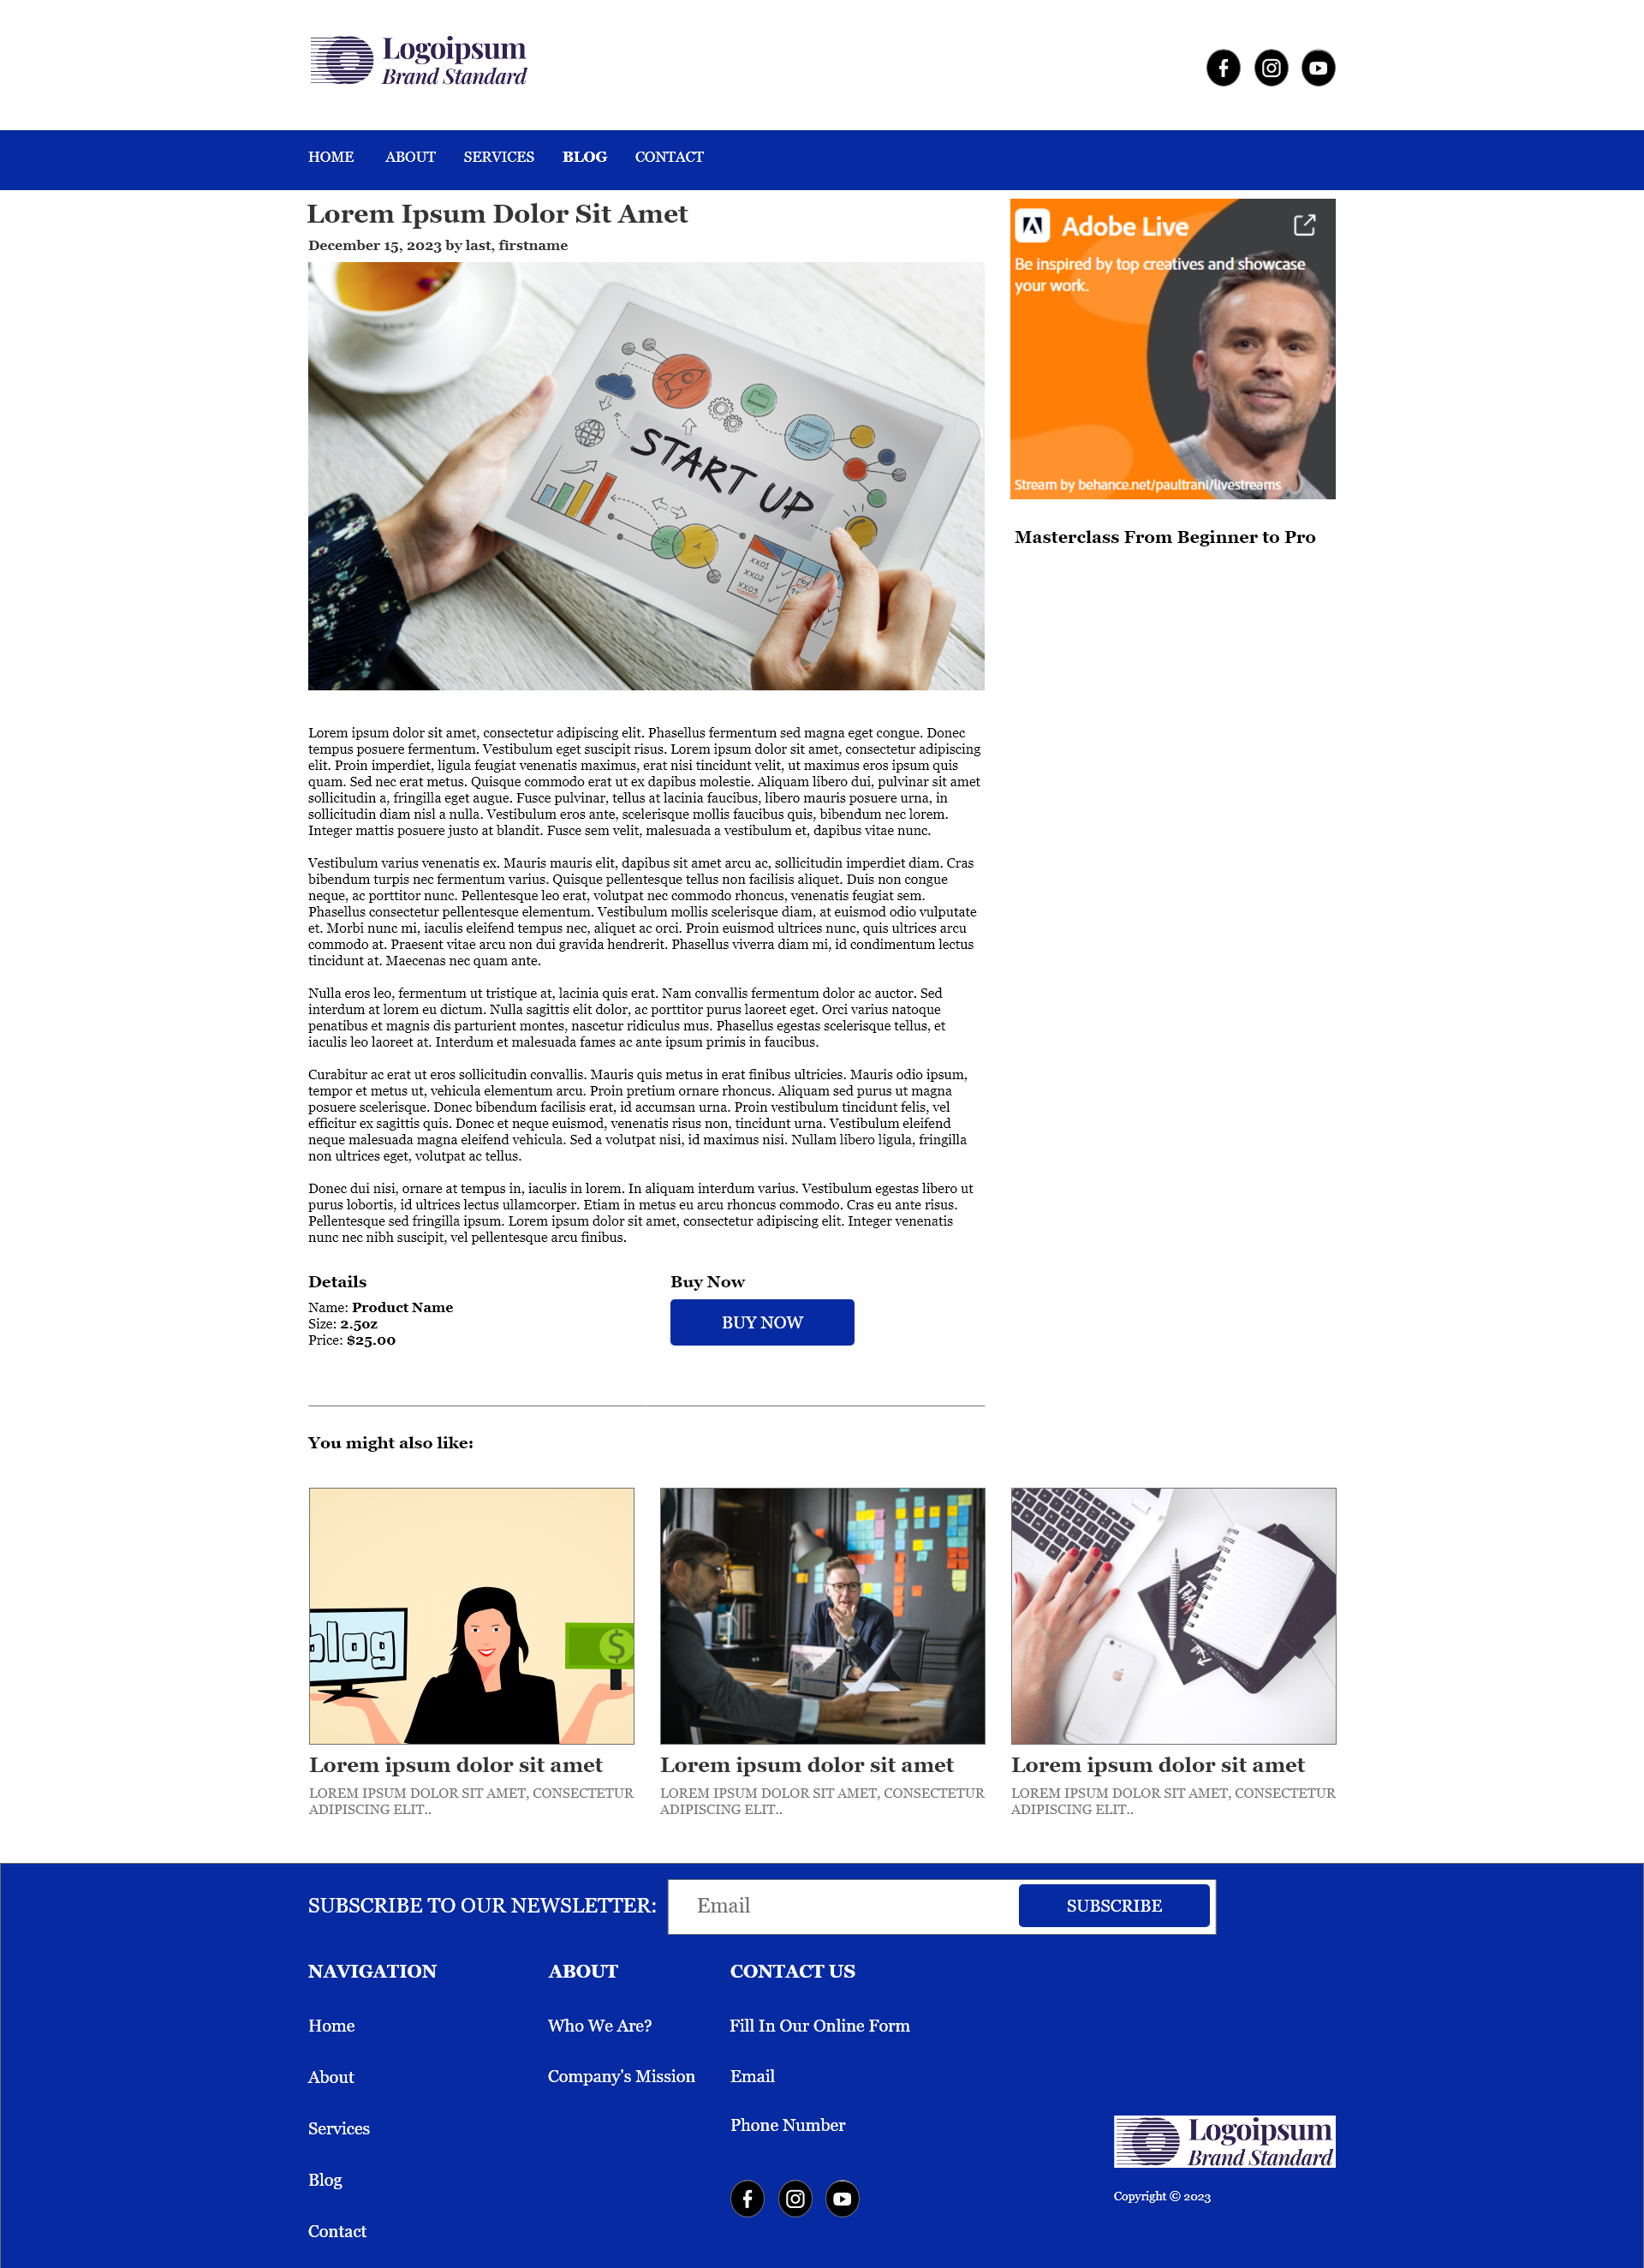 Logoipsum
Brand Standard
HOME ABOUT SERVICES BLOG CONTACT
Lorem Ipsum Dolor Sit Amet
December 15, 2023 by last, firstname
START UP
B
A
XX01
XX02
XX03
Adobe Live
Be inspired by top creatives and showcase
your work.
Stream by behance.net/paultrani/livestreams
Masterclass From Beginner to Pro
Lorem ipsum dolor sit amet, consectetur adipiscing elit. Phasellus fermentum sed magna eget congue. Donec
tempus posuere fermentum. Vestibulum eget suscipit risus. Lorem ipsum dolor sit amet, consectetur adipiscing
elit. Proin imperdiet, ligula feugiat venenatis maximus, erat nisi tincidunt velit, ut maximus eros ipsum quis
quam. Sed nec erat metus. Quisque commodo erat ut ex dapibus molestie. Aliquam libero dui, pulvinar sit amet
sollicitudin a, fringilla eget augue. Fusce pulvinar, tellus at lacinia faucibus, libero mauris posuere urna, in
sollicitudin diam nisl a nulla. Vestibulum eros ante, scelerisque mollis faucibus quis, bibendum nec lorem.
Integer mattis posuere justo at blandit. Fusce sem velit, malesuada a vestibulum et, dapibus vitae nunc.
Vestibulum varius venenatis ex. Mauris mauris elit, dapibus sit amet arcu ac, sollicitudin imperdiet diam. Cras
bibendum turpis nec fermentum varius. Quisque pellentesque tellus non facilisis aliquet. Duis non congue
neque, ac porttitor nunc. Pellentesque leo erat, volutpat nec commodo rhoncus, venenatis feugiat sem.
Phasellus consectetur pellentesque elementum. Vestibulum mollis scelerisque diam, at euismod odio vulputate
et. Morbi nunc mi, iaculis eleifend tempus nec, aliquet ac orci. Proin euismod ultrices nunc, quis ultrices arcu
commodo at. Praesent vitae arcu non dui gravida hendrerit. Phasellus viverra diam mi, id condimentum lectus
tincidunt at. Maecenas nec quam ante.
Nulla eros leo, fermentum ut tristique at, lacinia quis erat. Nam convallis fermentum dolor ac auctor. Sed
interdum at lorem eu dictum. Nulla sagittis elit dolor, ac porttitor purus laoreet eget. Orci varius natoque
penatibus et magnis dis parturient montes, nascetur ridiculus mus. Phasellus egestas scelerisque tellus, et
iaculis leo laoreet at. Interdum et malesuada fames ac ante ipsum primis in faucibus.
Curabitur ac erat ut eros sollicitudin convallis. Mauris quis metus in erat finibus ultricies. Mauris odio ipsum,
tempor et metus ut, vehicula elementum arcu. Proin pretium ornare rhoncus. Aliquam sed purus ut magna
posuere scelerisque. Donec bibendum facilisis erat, id accumsan urna. Proin vestibulum tincidunt felis, vel
efficitur ex sagittis quis. Donec et neque euismod, venenatis risus non, tincidunt urna. Vestibulum eleifend
neque malesuada magna eleifend vehicula. Sed a volutpat nisi, id maximus nisi. Nullam libero ligula, fringilla
non ultrices eget, volutpat ac tellus.
Donec dui nisi, ornare at tempus in, iaculis in lorem. In aliquam interdum varius. Vestibulum egestas libero ut
purus lobortis, id ultrices lectus ullamcorper. Etiam in metus eu arcu rhoncus commodo. Cras eu ante risus.
Pellentesque sed fringilla ipsum. Lorem ipsum dolor sit amet, consectetur adipiscing elit. Integer venenatis
nunc nec nibh suscipit, vel pellentesque arcu finibus.
Details
Name: Product Name
Size: 2.5oz
Price: $25.00
Buy Now
BUY NOW
You might also like:
blog
$
Lorem ipsum dolor sit amet
LOREM IPSUM DOLOR SIT AMET, CONSECTETUR
ADIPISCING ELIT..
Lorem ipsum dolor sit amet
LOREM IPSUM DOLOR SIT AMET, CONSECTETUR
ADIPISCING ELIT..
Lorem ipsum dolor sit amet
LOREM IPSUM DOLOR SIT AMET, CONSECTETUR
ADIPISCING ELIT..
SUBSCRIBE TO OUR NEWSLETTER: Email SUBSCRIBE
NAVIGATION
Home
About
Services
Blog
Contact
ABOUT
Who We Are?
Company's Mission
CONTACT US
Fill In Our Online Form
Email
Phone Number
Logoipsum
Brand Standard
Copyright © 2023